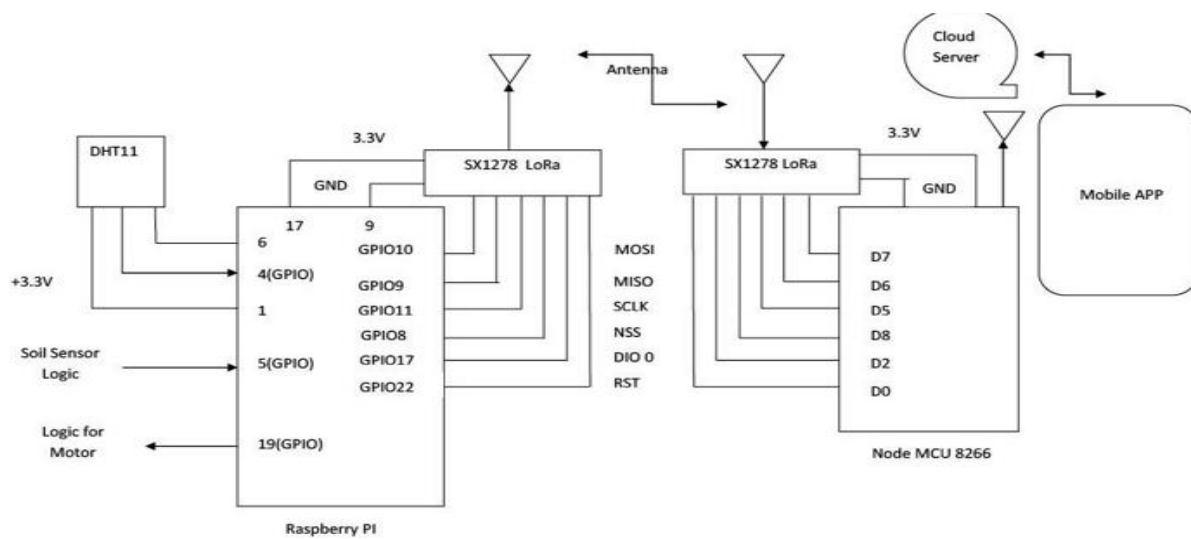 Cloud
Server
Antenna
3.3V
3.3V
DHT11
SX1278 LoRa
SX1278 LoRa
GND
GND
Mobile APP
17
9
6
GPIO10
MOSI
D7
4(GPIO)
GPIO9
MISO
D6
+3.3V
1
GPIO11
SCLK
D5
GPIO8
NSS
D8
Soil Sensor
Logic
5(GPIO)
GPIO17
DIO 0
D2
GPIO22
RST
D0
Logic for
Motor
19(GPIO)
Node MCU 8266
Raspberry PI